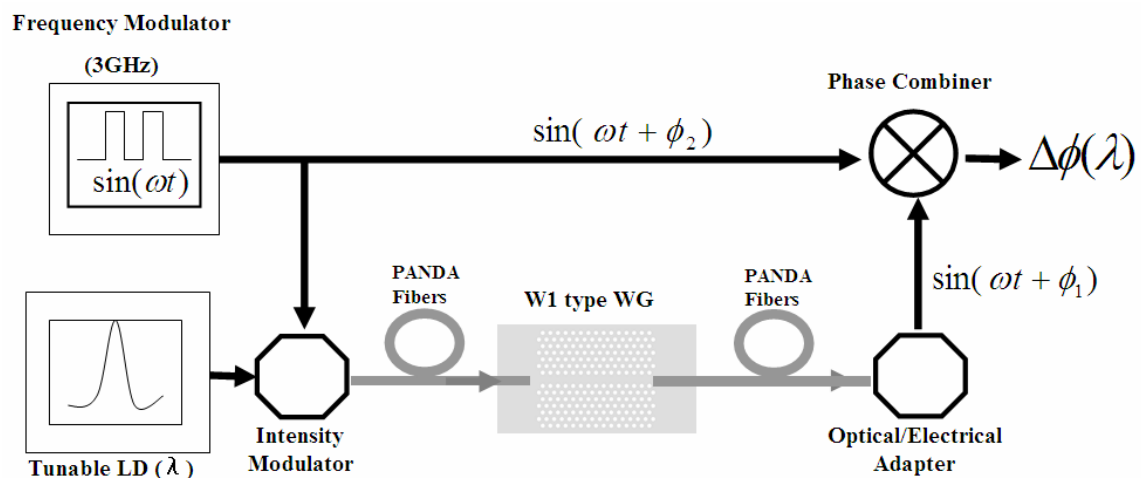 Frequency Modulator
(3GHz)
sin(ωt)
sin( ωt + ϕ₂ )
Phase Combiner
Δϕ(λ)
PANDA
Fibers
W1 type WG
PANDA
Fibers
sin( ωt + ϕ₁ )
Intensity
Modulator
Optical/Electrical
Adapter
Tunable LD ( λ )